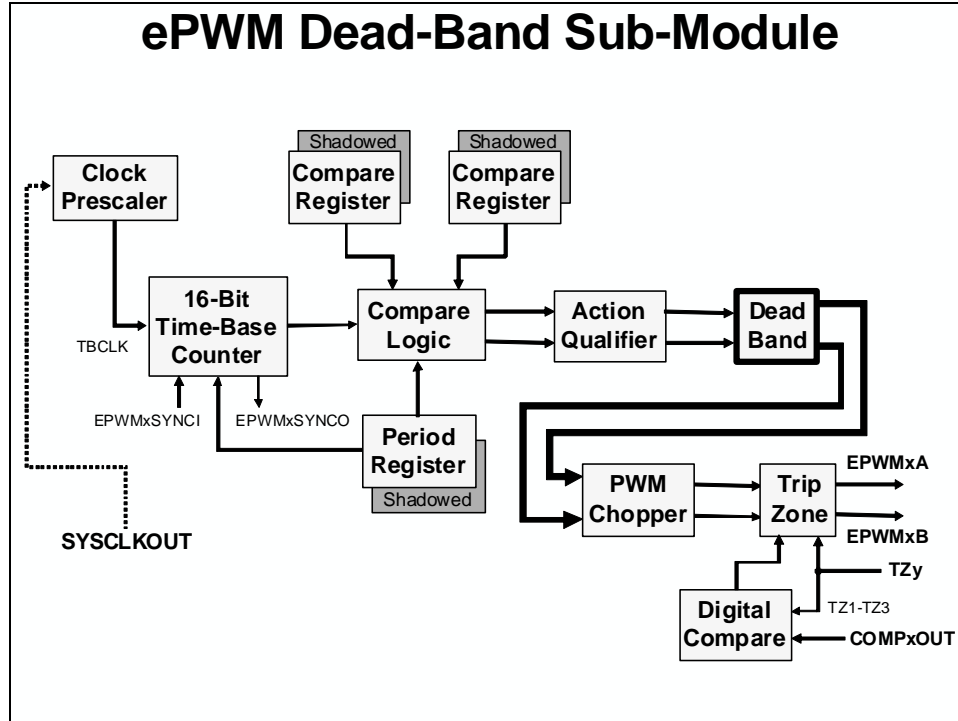 ePWM Dead-Band Sub-Module
Shadowed
Shadowed
Clock
Prescaler
Compare
Register
Compare
Register
16-Bit
Time-Base
Counter
Compare
Logic
Action
Qualifier
Dead
Band
TBCLK
EPWMxSYNCI
EPWMxSYNCO
Period
Register
Shadowed
SYSCLKOUT
PWM
Chopper
Trip
Zone
EPWMxA
EPWMxB
TZy
TZ1-TZ3
Digital
Compare
COMPxOUT